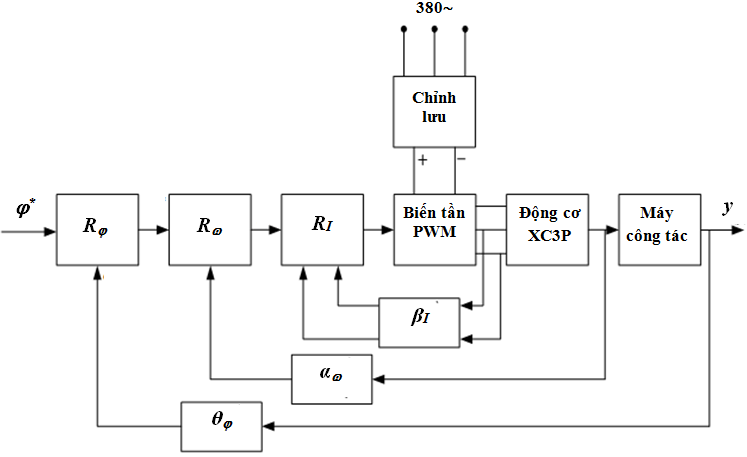 380~
Chỉnh
lưu
+ −
φ*
Rφ
Rω
RI
Biến tần
PWM
Động cơ
XC3P
Máy
công tác
y
βI
αω
θφ